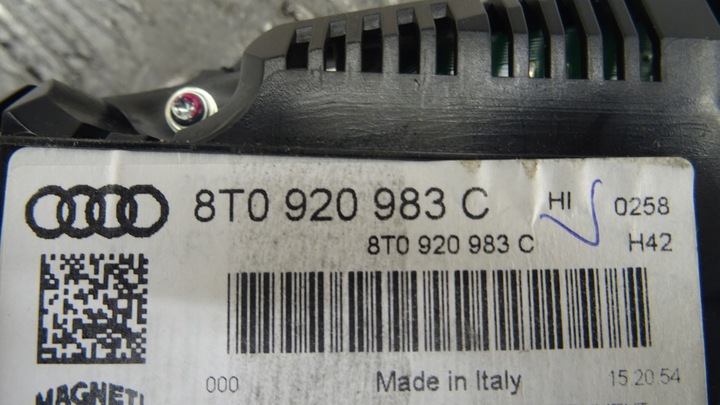 8T0 920 983 C HI 0258
8T0 920 983 C H42
000 Made in Italy 15.20.54
MAGNETI